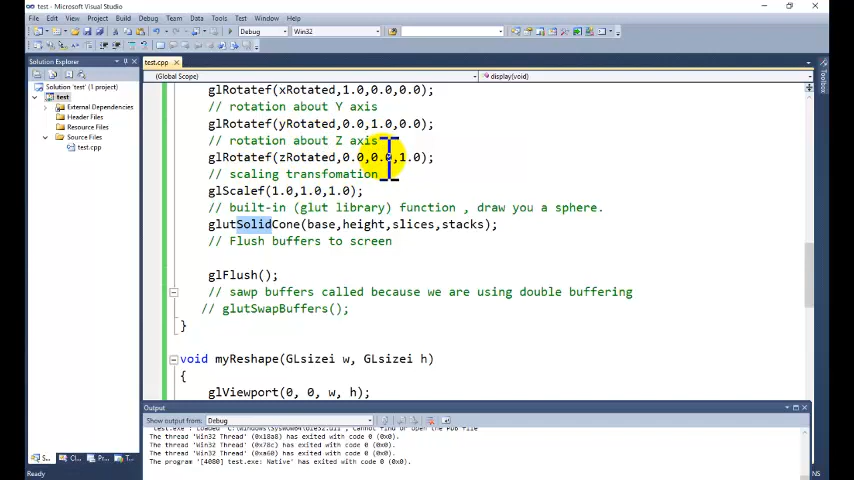 test - Microsoft Visual Studio
File Edit View Project Build Debug Team Data Tools Test Window Help
Debug Win32
Solution Explorer
test.cpp
(Global Scope) display(void)
Toolbox
Solution 'test' (1 project)
test
External Dependencies
Header Files
Resource Files
Source Files
test.cpp
glRotatef(xRotated,1.0,0.0,0.0);
// rotation about Y axis
glRotatef(yRotated,0.0,1.0,0.0);
// rotation about Z axis
glRotatef(zRotated,0.0,0.0,1.0);
// scaling transfomation
glScalef(1.0,1.0,1.0);
// built-in (glut library) function , draw you a sphere.
glutSolidCone(base,height,slices,stacks);
// Flush buffers to screen
glFlush();
// sawp buffers called because we are using double buffering
// glutSwapBuffers();
}
void myReshape(GLsizei w, GLsizei h)
{
glViewport(0, 0, w, h);
Output
Show output from: Debug
The thread 'Win32 Thread' (0x18a8) has exited with code 0 (0x0).
The thread 'Win32 Thread' (0x78c) has exited with code 0 (0x0).
The thread 'Win32 Thread' (0xa60) has exited with code 0 (0x0).
The program '[4080] test.exe: Native' has exited with code 0 (0x0).
S... Cl... Pr... T...
Ready
INS